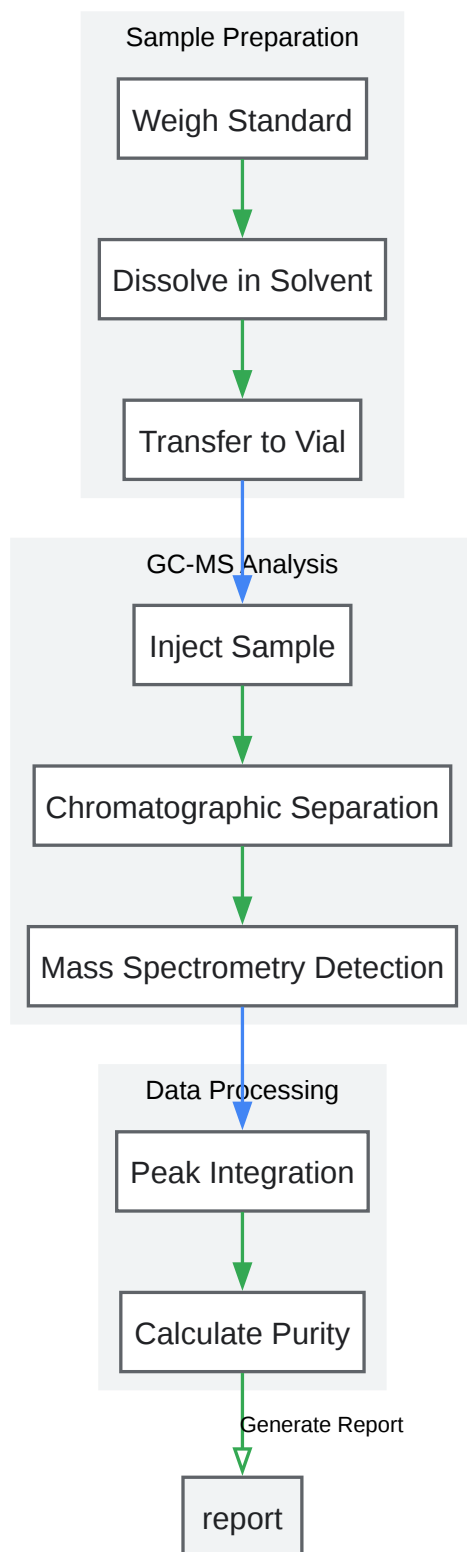 Sample Preparation
Weigh Standard
Dissolve in Solvent
Transfer to Vial
GC-MS Analysis
Inject Sample
Chromatographic Separation
Mass Spectrometry Detection
Data Processing
Peak Integration
Calculate Purity
Generate Report
report